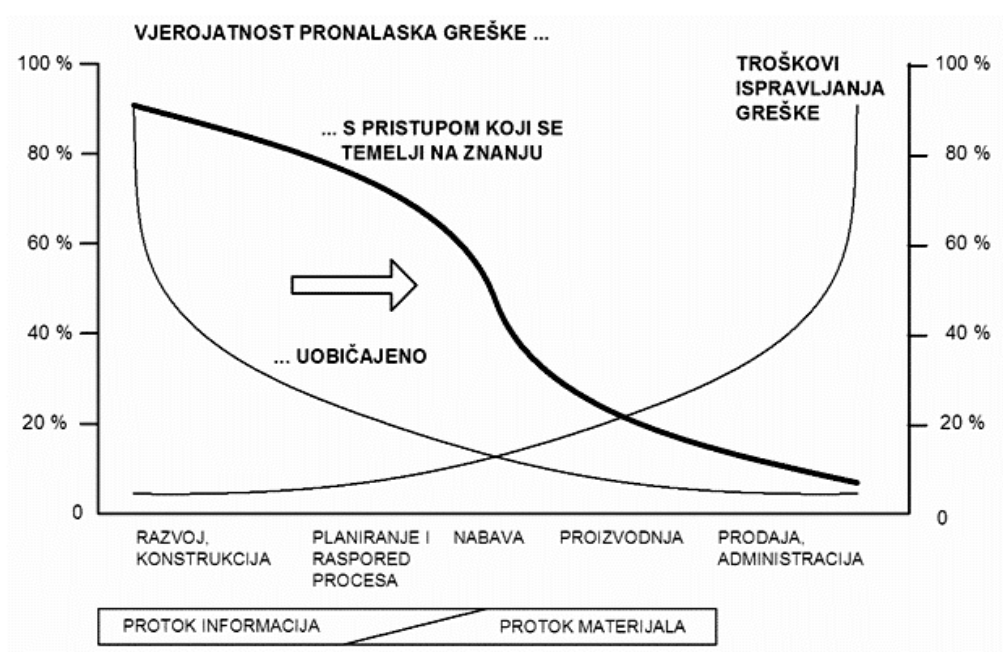 VJEROJATNOST PRONALASKA GREŠKE ...
100 %
80 %
60 %
40 %
20 %
0
... S PRISTUPOM KOJI SE
TEMELJI NA ZNANJU
... UOBIČAJENO
TROŠKOVI
ISPRAVLJANJA
GREŠKE
100 %
80 %
60 %
40 %
20 %
0
RAZVOJ,
KONSTRUKCIJA
PLANIRANJE I
RASPORED
PROCESA
NABAVA
PROIZVODNJA
PRODAJA,
ADMINISTRACIJA
PROTOK INFORMACIJA
PROTOK MATERIJALA